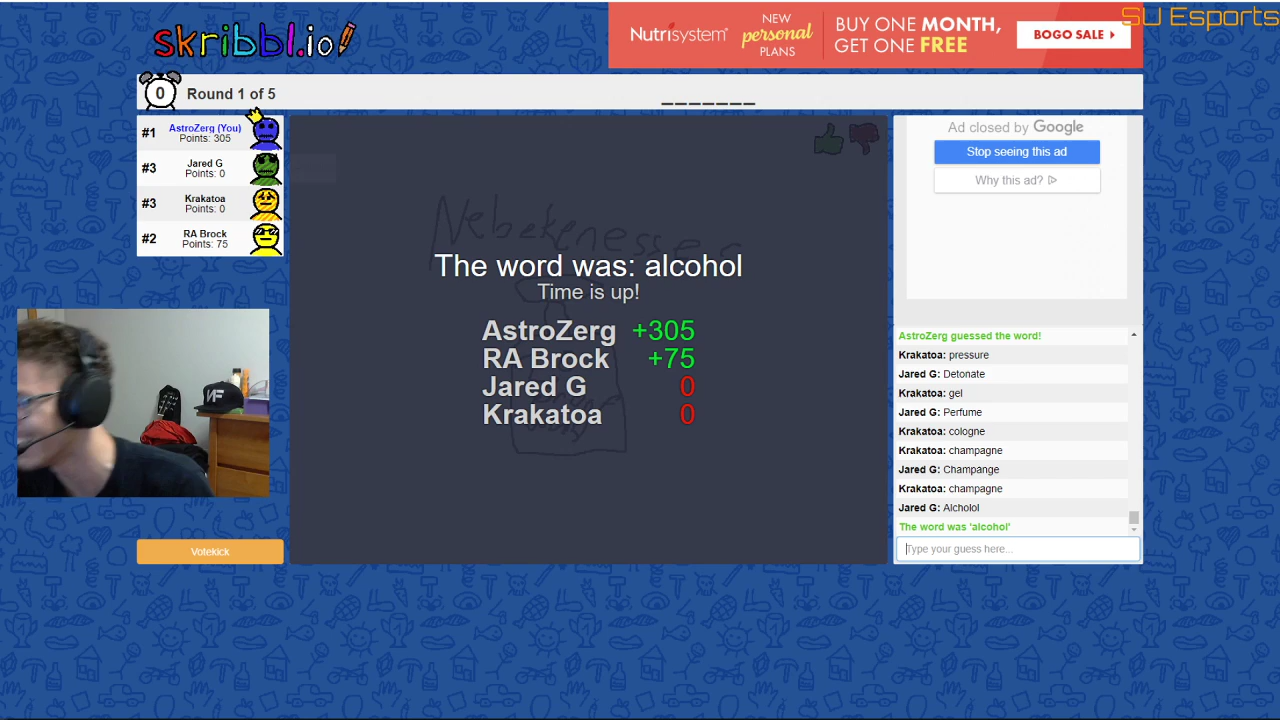 SU Esports
skribbl.io
Nutrisystem
NEW
personal
PLANS
BUY ONE MONTH,
GET ONE FREE
BOGO SALE
0
Round 1 of 5
_______
#1
AstroZerg (You)
Points: 305
#3
Jared G
Points: 0
#3
Krakatoa
Points: 0
#2
RA Brock
Points: 75
Votekick
The word was: alcohol
Time is up!
AstroZerg +305
RA Brock +75
Jared G 0
Krakatoa 0
Ad closed by Google
Stop seeing this ad
Why this ad?
AstroZerg guessed the word!
Krakatoa: pressure
Jared G: Detonate
Krakatoa: gel
Jared G: Perfume
Krakatoa: cologne
Krakatoa: champagne
Jared G: Champange
Krakatoa: champagne
Jared G: Alcholol
The word was 'alcohol'
Type your guess here...
NF